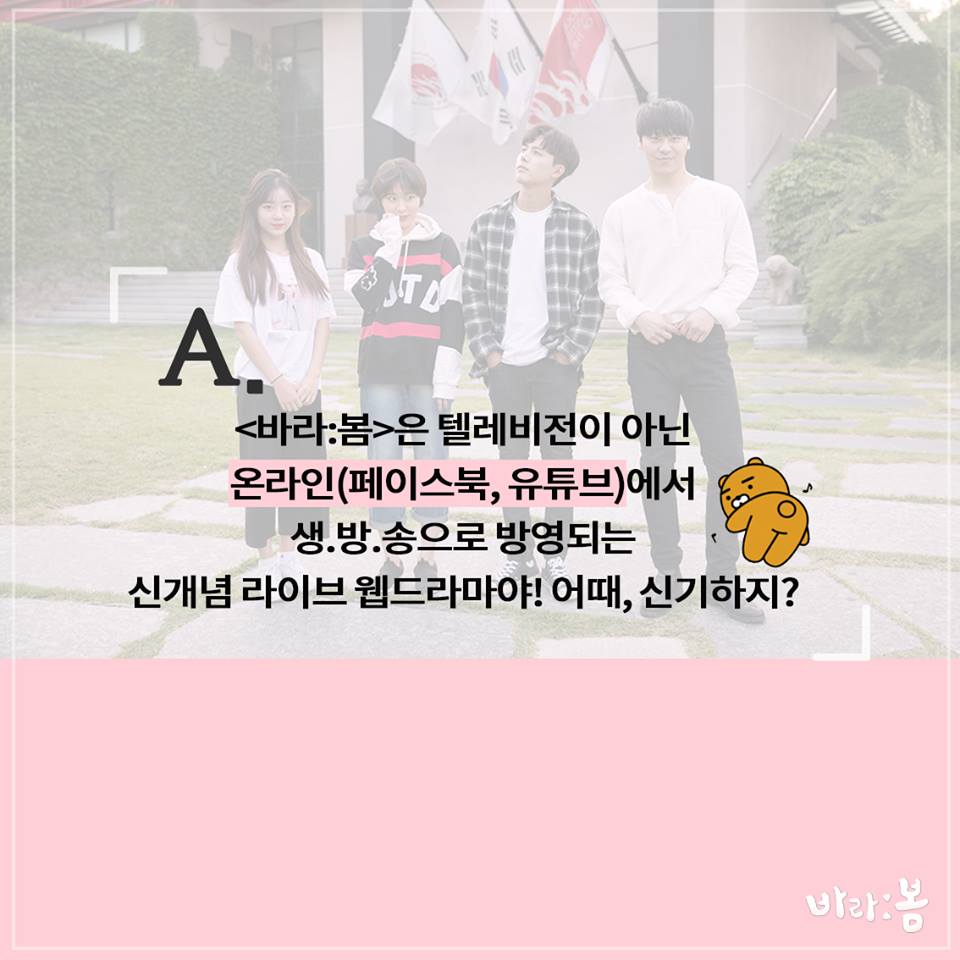 A.
<바라:봄>은 텔레비전이 아닌
온라인(페이스북, 유튜브)에서
생.방.송으로 방영되는
신개념 라이브 웹드라마야! 어때, 신기하지?
바라:봄